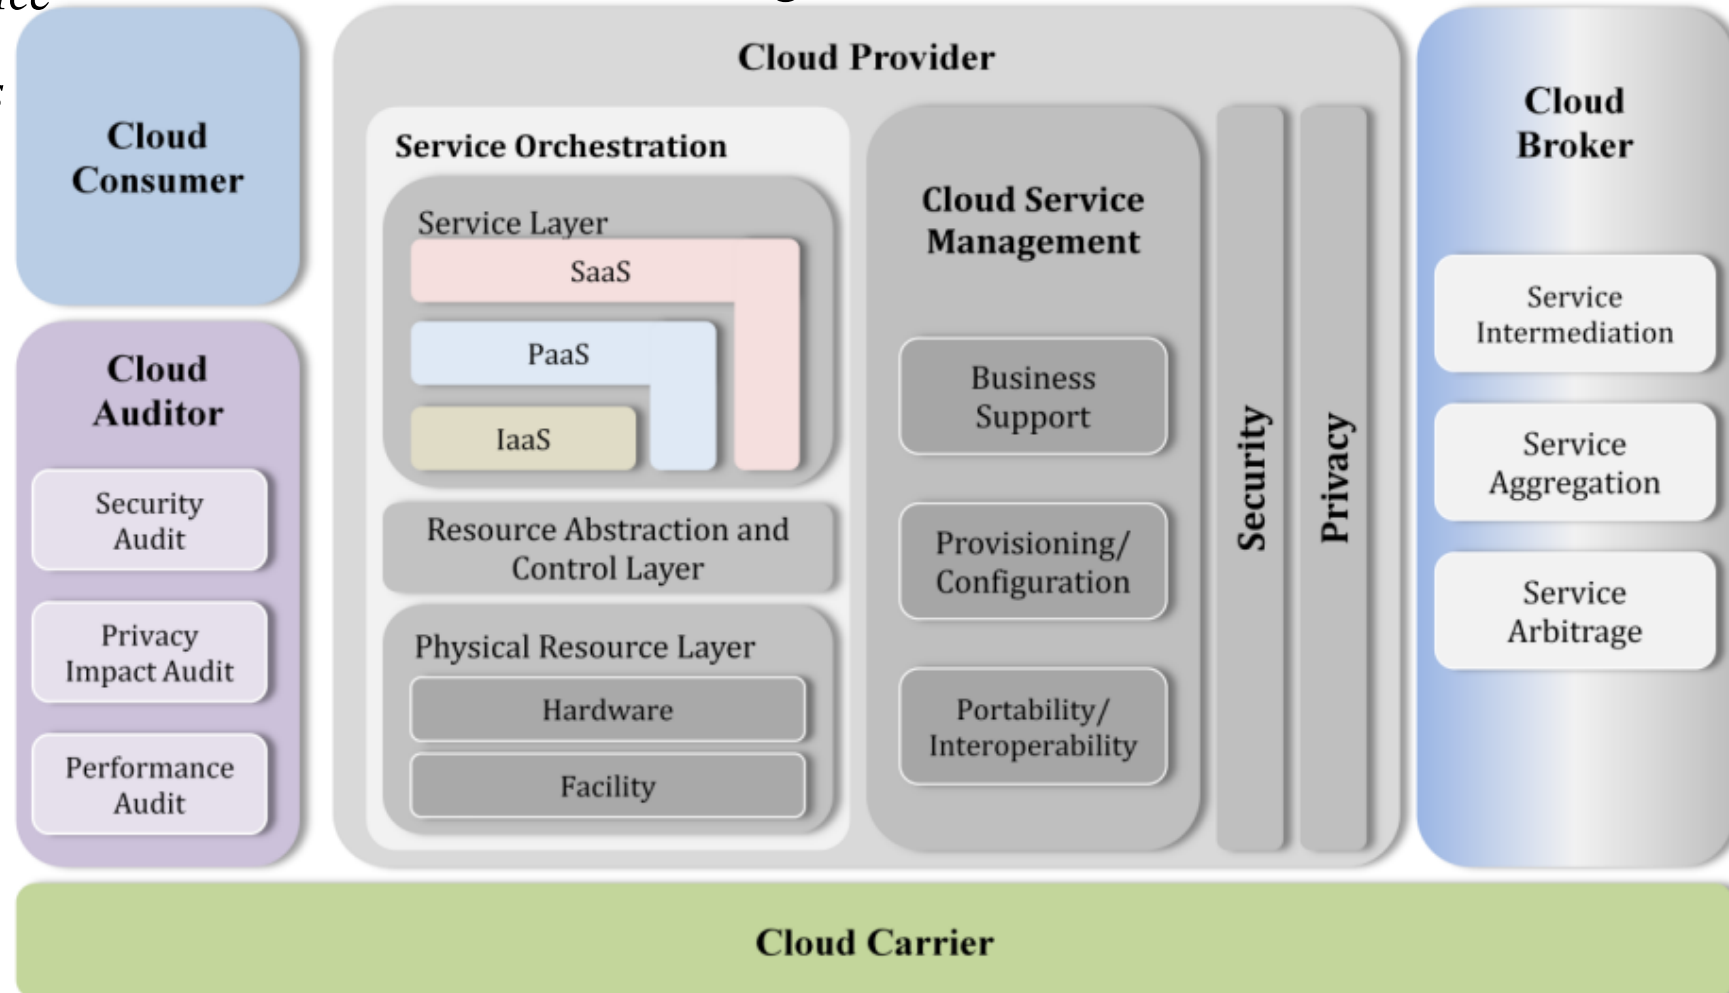 Cloud
Consumer
Cloud
Auditor
Security
Audit
Privacy
Impact Audit
Performance
Audit
Cloud Provider
Service Orchestration
Service Layer
SaaS
PaaS
IaaS
Resource Abstraction and
Control Layer
Physical Resource Layer
Hardware
Facility
Cloud Service
Management
Business
Support
Provisioning/
Configuration
Portability/
Interoperability
Security
Privacy
Cloud
Broker
Service
Intermediation
Service
Aggregation
Service
Arbitrage
Cloud Carrier